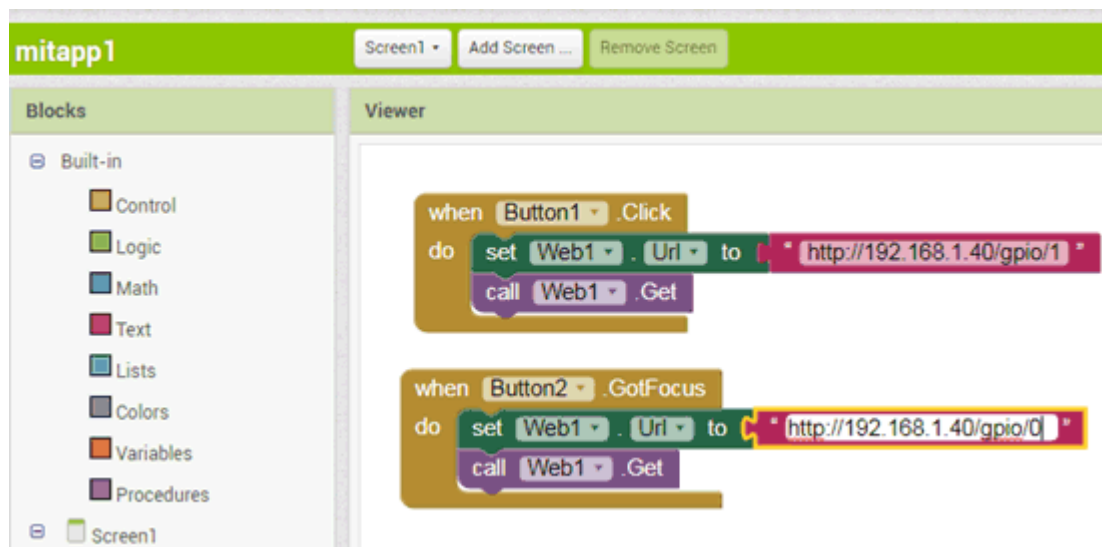 mitapp1
Screen1 Add Screen ... Remove Screen
Blocks
Viewer
Built-in
Control
Logic
Math
Text
Lists
Colors
Variables
Procedures
Screen1
when Button1 .Click
do set Web1 . Url to " http://192.168.1.40/gpio/1 "
call Web1 .Get
when Button2 .GotFocus
do set Web1 . Url to " http://192.168.1.40/gpio/0 "
call Web1 .Get